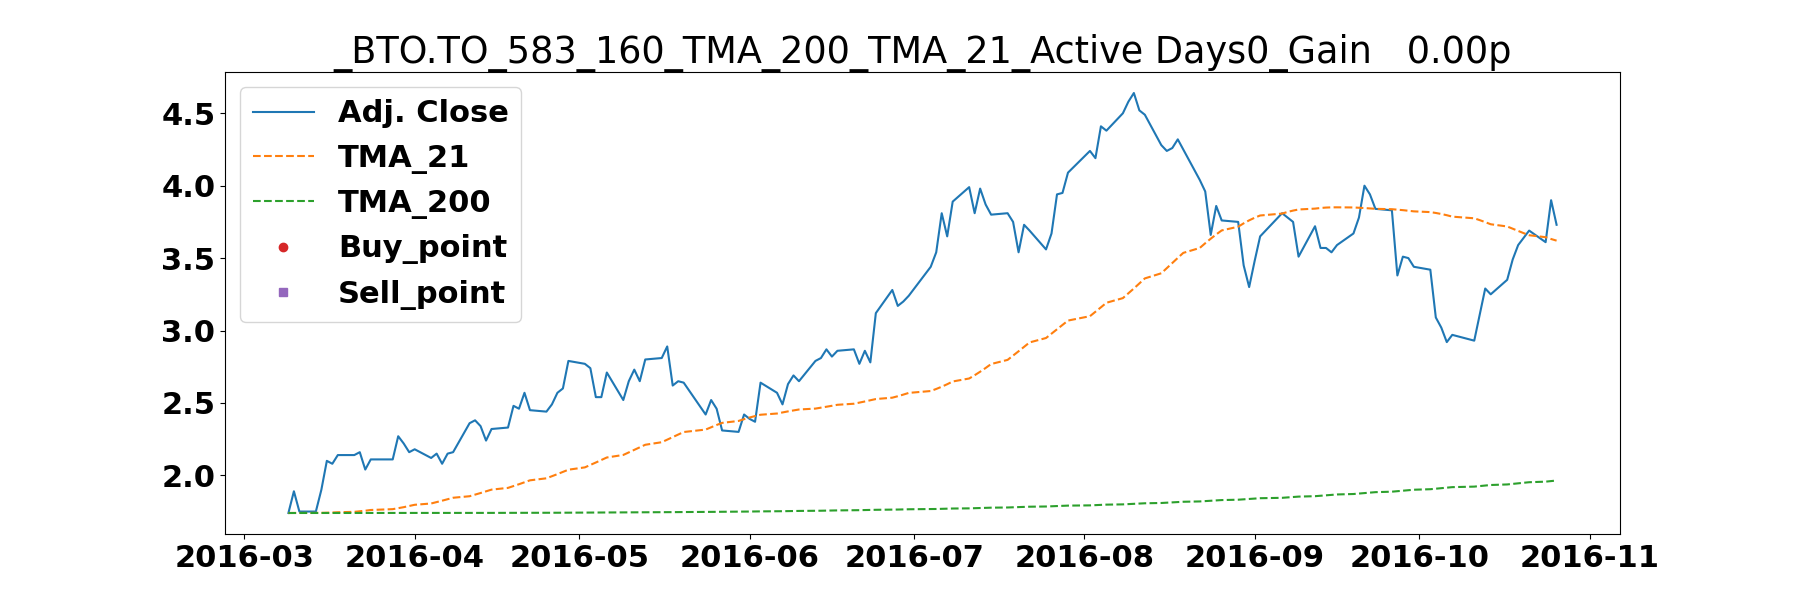 _BTO.TO_583_160_TMA_200_TMA_21_Active Days0_Gain   0.00p
Adj. Close
TMA_21
TMA_200
Buy_point
Sell_point
4.5
4.0
3.5
3.0
2.5
2.0
2016-03 2016-04 2016-05 2016-06 2016-07 2016-08 2016-09 2016-10 2016-11